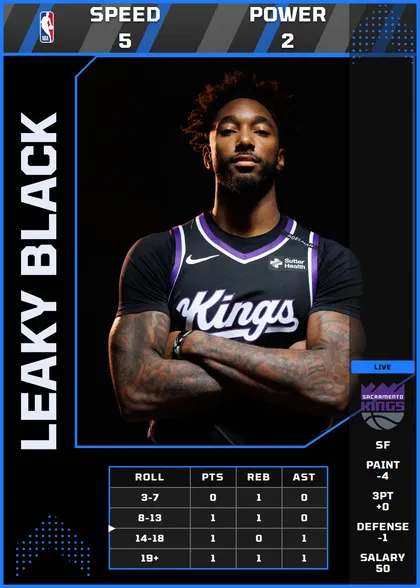 SPEED
5
POWER
2
NBA
LEAKY BLACK
Sutter
Health
Kings
LIVE
SACRAMENTO
KINGS
SF
PAINT
-4
3PT
+0
DEFENSE
-1
SALARY
50
ROLL PTS REB AST
3-7 0 1 0
8-13 1 1 0
14-18 1 0 1
19+ 1 1 1